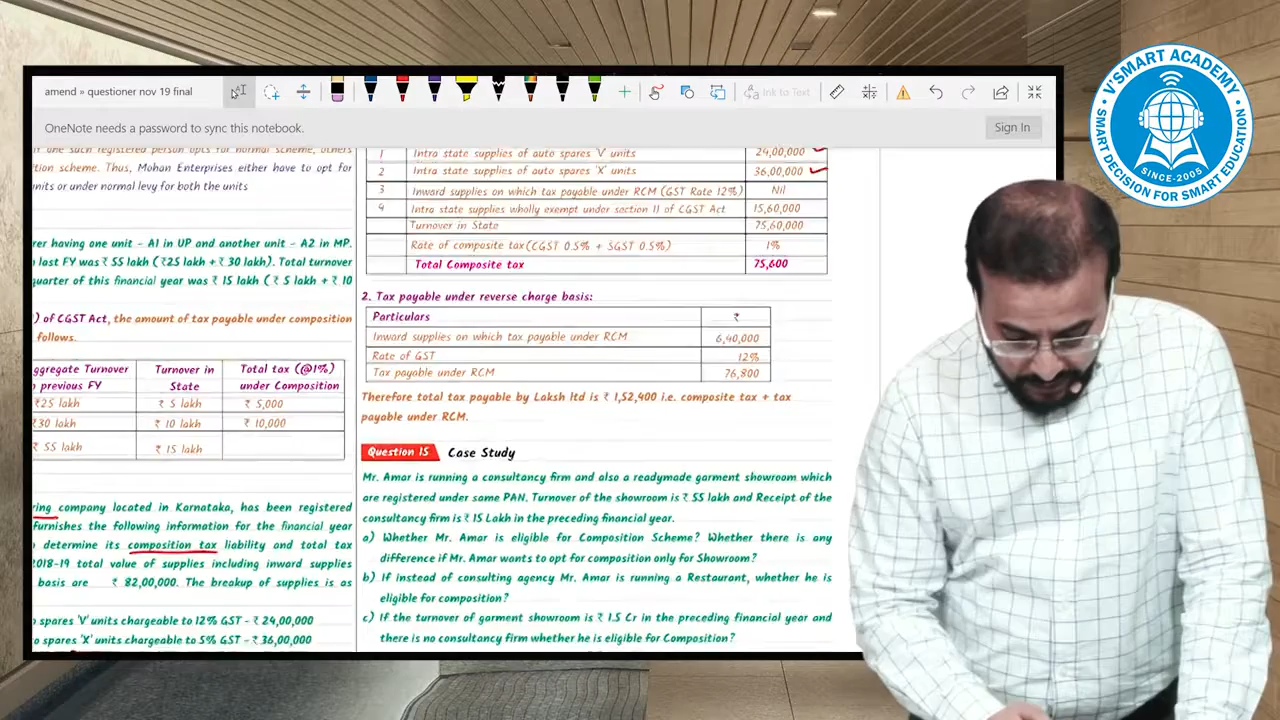 amend » questioner nov 19 final
Ink to Text
OneNote needs a password to sync this notebook.
Sign In
if one such registered person opts for normal scheme, others
tion scheme. Thus, Mohan Enterprises either have to opt for
units or under normal levy for both the units
rer having one unit - A1 in UP and another unit - A2 in MP.
last FY was ₹ 55 lakh (₹25 lakh + ₹ 30 lakh). Total turnover
quarter of this financial year was ₹ 15 lakh (₹ 5 lakh + ₹ 10
) of CGST Act, the amount of tax payable under composition
follows.
ggregate Turnover Turnover in Total tax (@1%)
previous FY State under Composition
₹25 lakh ₹ 5 lakh ₹ 5,000
₹30 lakh ₹ 10 lakh ₹ 10,000
₹ 55 lakh ₹ 15 lakh
ring company located in Karnataka, has been registered
furnishes the following information for the financial year
determine its composition tax liability and total tax
2018-19 total value of supplies including inward supplies
basis are ₹ 82,00,000. The breakup of supplies is as
spares 'V' units chargeable to 12% GST - ₹ 24,00,000
o spares 'X' units chargeable to 5% GST - ₹ 36,00,000
1 Intra state supplies of auto spares 'V' units 24,00,000
2 Intra state supplies of auto spares 'X' units 36,00,000
3 Inward supplies on which tax payable under RCM (GST Rate 12%) Nil
4 Intra state supplies wholly exempt under section 11 of CGST Act 15,60,000
Turnover in State 75,60,000
Rate of composite tax(CGST 0.5% + SGST 0.5%) 1%
Total Composite tax 75,600
2. Tax payable under reverse charge basis:
Particulars ₹
Inward supplies on which tax payable under RCM 6,40,000
Rate of GST 12%
Tax payable under RCM 76,800
Therefore total tax payable by Laksh ltd is ₹ 1,52,400 i.e. composite tax + tax
payable under RCM.
Question 15 Case Study
Mr. Amar is running a consultancy firm and also a readymade garment showroom which
are registered under same PAN. Turnover of the showroom is ₹ 55 lakh and Receipt of the
consultancy firm is ₹ 15 Lakh in the preceding financial year.
a) Whether Mr. Amar is eligible for Composition Scheme? Whether there is any
difference if Mr. Amar wants to opt for composition only for Showroom?
b) If instead of consulting agency Mr. Amar is running a Restaurant, whether he is
eligible for composition?
c) If the turnover of garment showroom is ₹ 1.5 Cr in the preceding financial year and
there is no consultancy firm whether he is eligible for Composition?
V'SMART ACADEMY
SINCE-2005
SMART DECISION FOR SMART EDUCATION